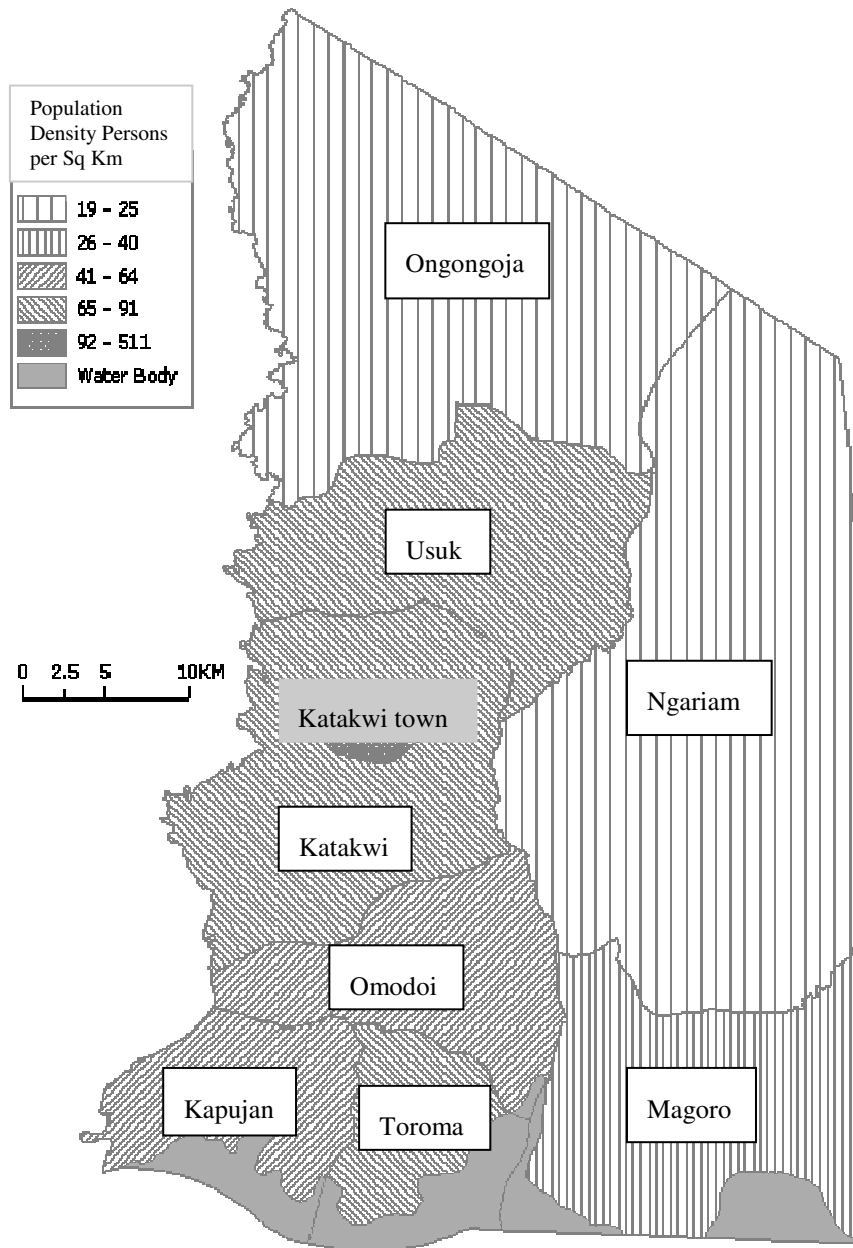 Population
Density Persons
per Sq Km
19 - 25
26 - 40
41 - 64
65 - 91
92 - 511
Water Body
Ongongoja
Usuk
0 2.5 5 10KM
Ngariam
Katakwi town
Katakwi
Omodoi
Kapujan
Toroma
Magoro